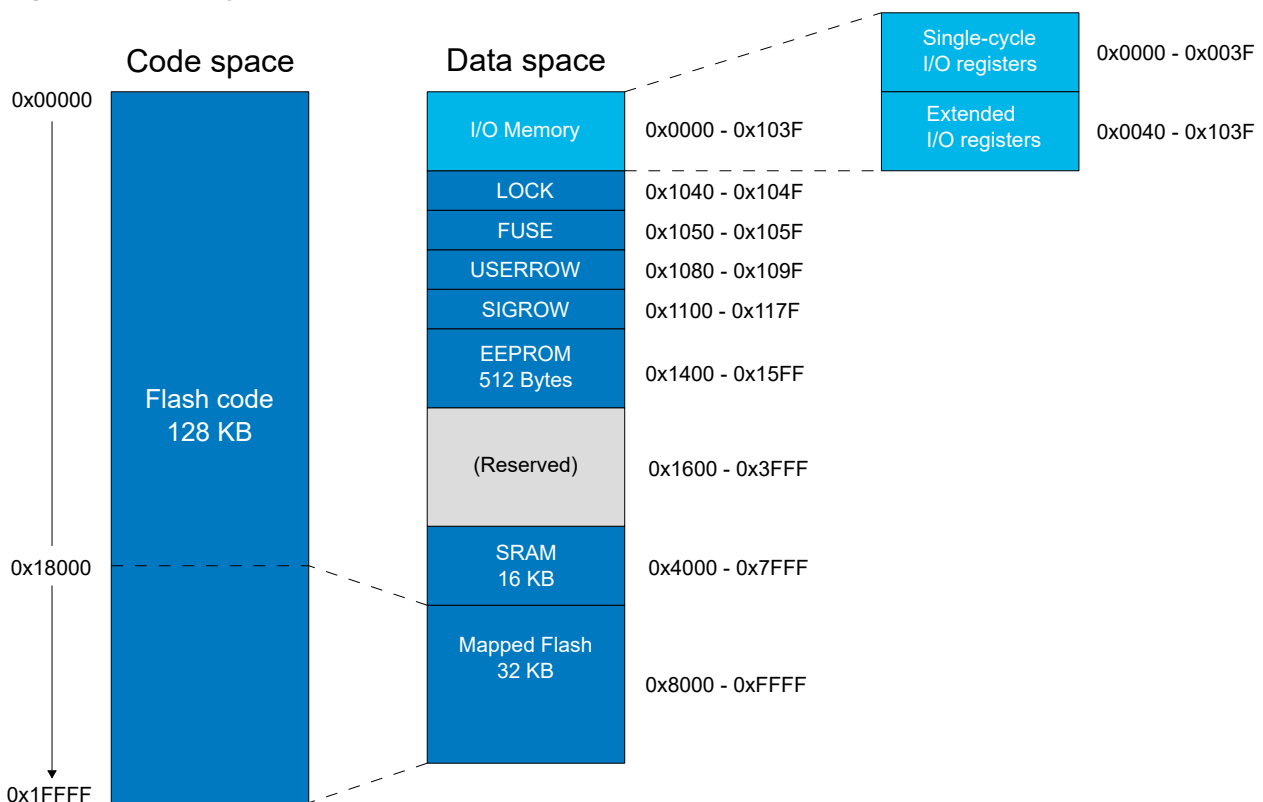 Code space
0x00000
Flash code
128 KB
0x18000
0x1FFFF
Data space
I/O Memory
0x0000 - 0x103F
LOCK
0x1040 - 0x104F
FUSE
0x1050 - 0x105F
USERROW
0x1080 - 0x109F
SIGROW
0x1100 - 0x117F
EEPROM
512 Bytes
0x1400 - 0x15FF
(Reserved)
0x1600 - 0x3FFF
SRAM
16 KB
0x4000 - 0x7FFF
Mapped Flash
32 KB
0x8000 - 0xFFFF
Single-cycle
I/O registers
0x0000 - 0x003F
Extended
I/O registers
0x0040 - 0x103F